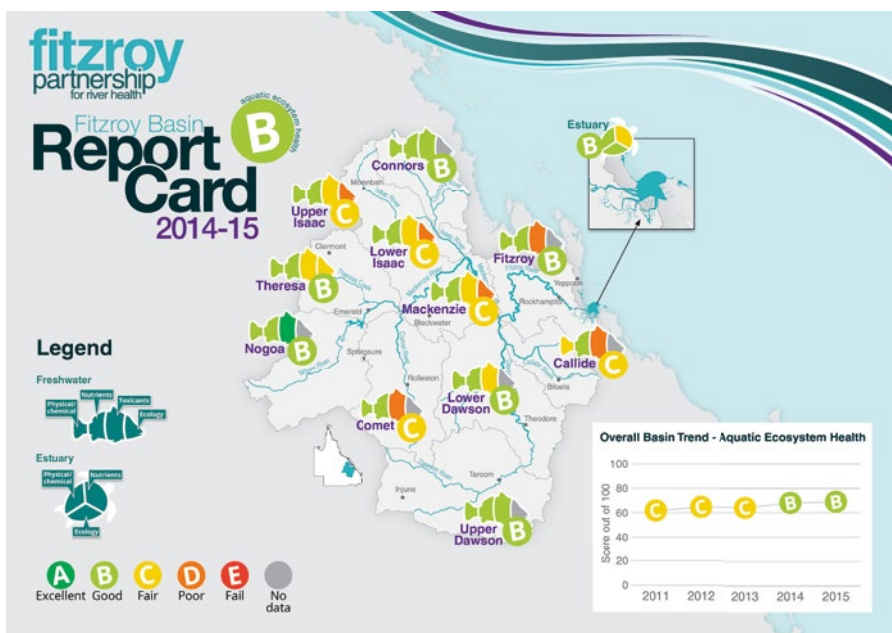 fitzroy
partnership
for river health
aquatic ecosytem health
B
Fitzroy Basin
Report
Card
2014-15
Estuary
B
Connors
B
Moranbah
Upper
Isaac
C
Lower
Isaac
C
Clermont
Theresa
B
Fitzroy
B
Yeppoon
Rockhampton
Mackenzie
C
Blackwater
Emerald
Nogoa
B
Springsure
Callide
C
Biloela
Rolleston
Lower
Dawson
B
Comet
C
Theodore
Taroom
Injune
Upper
Dawson
B
Legend
Freshwater
Nutrients
Toxicants
Physical/
chemical
Ecology
Estuary
Physical/
chemical
Nutrients
Ecology
A
Excellent
B
Good
C
Fair
D
Poor
E
Fail
No
data
Overall Basin Trend - Aquatic Ecosystem Health
Score out of 100
100
80
60
40
20
0
C
C
C
B
B
2011
2012
2013
2014
2015